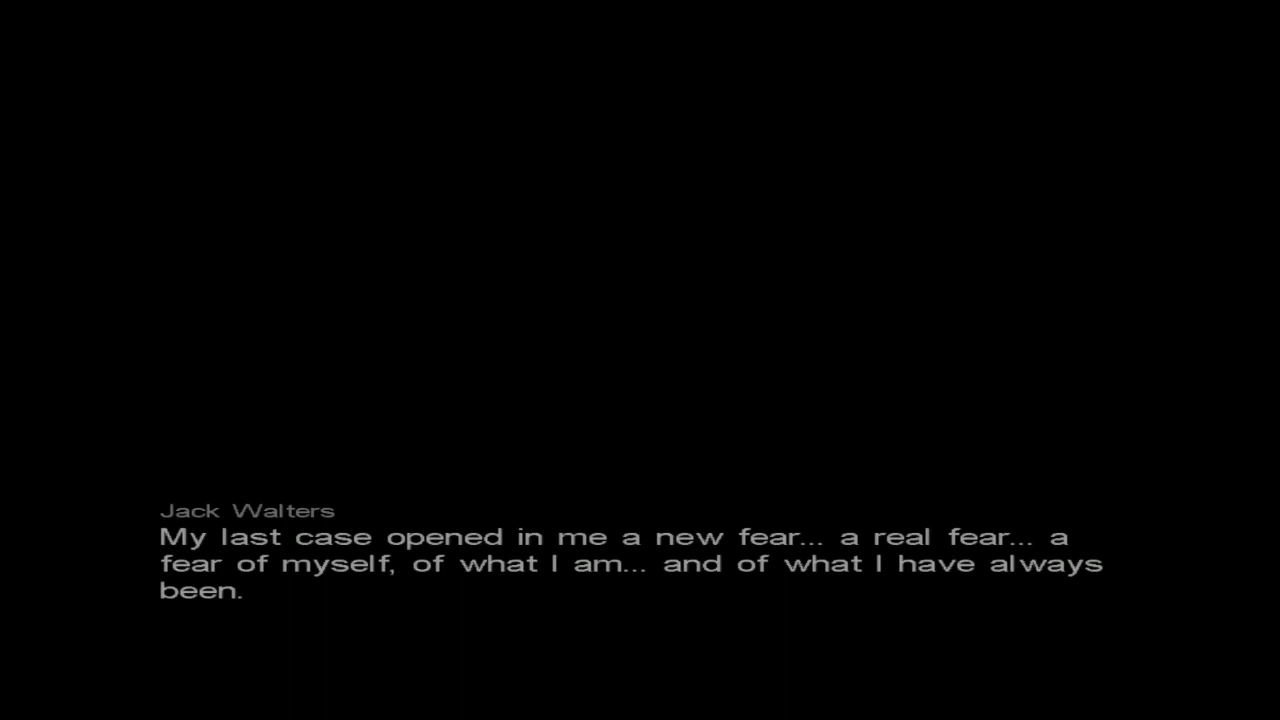 Jack Walters
My last case opened in me a new fear... a real fear... a
fear of myself, of what I am... and of what I have always
been.